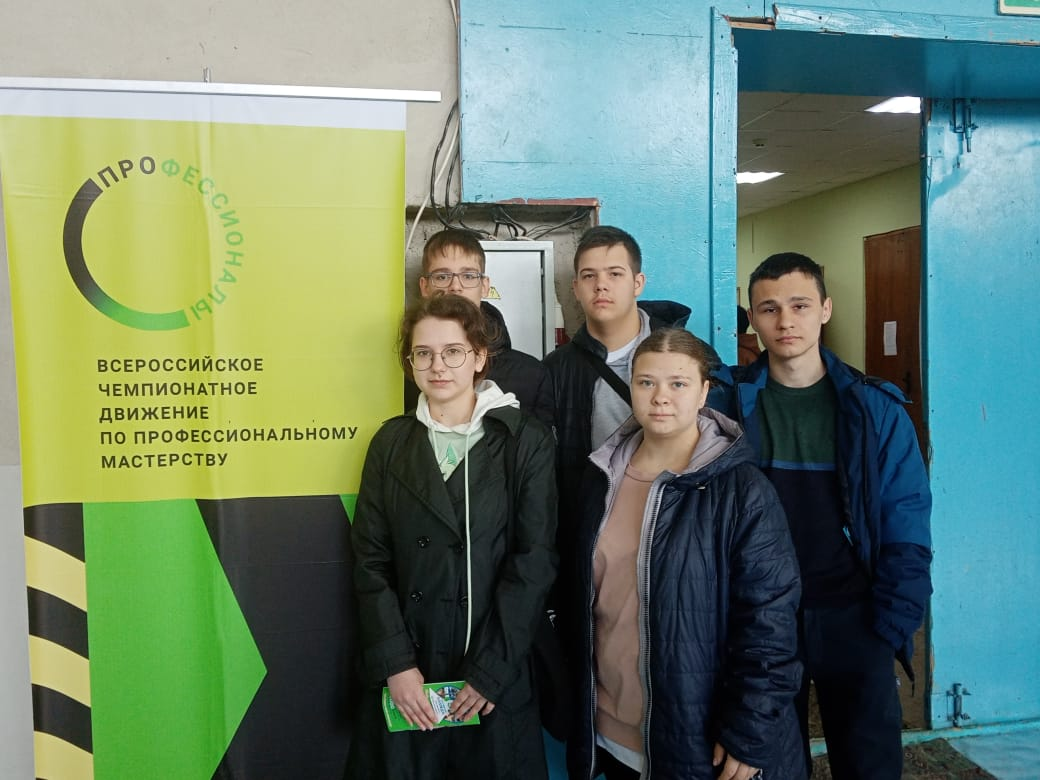 ПРОФЕССИОНАЛЫ
ВСЕРОССИЙСКОЕ
ЧЕМПИОНАТНОЕ
ДВИЖЕНИЕ
ПО ПРОФЕССИОНАЛЬНОМУ
МАСТЕРСТВУ